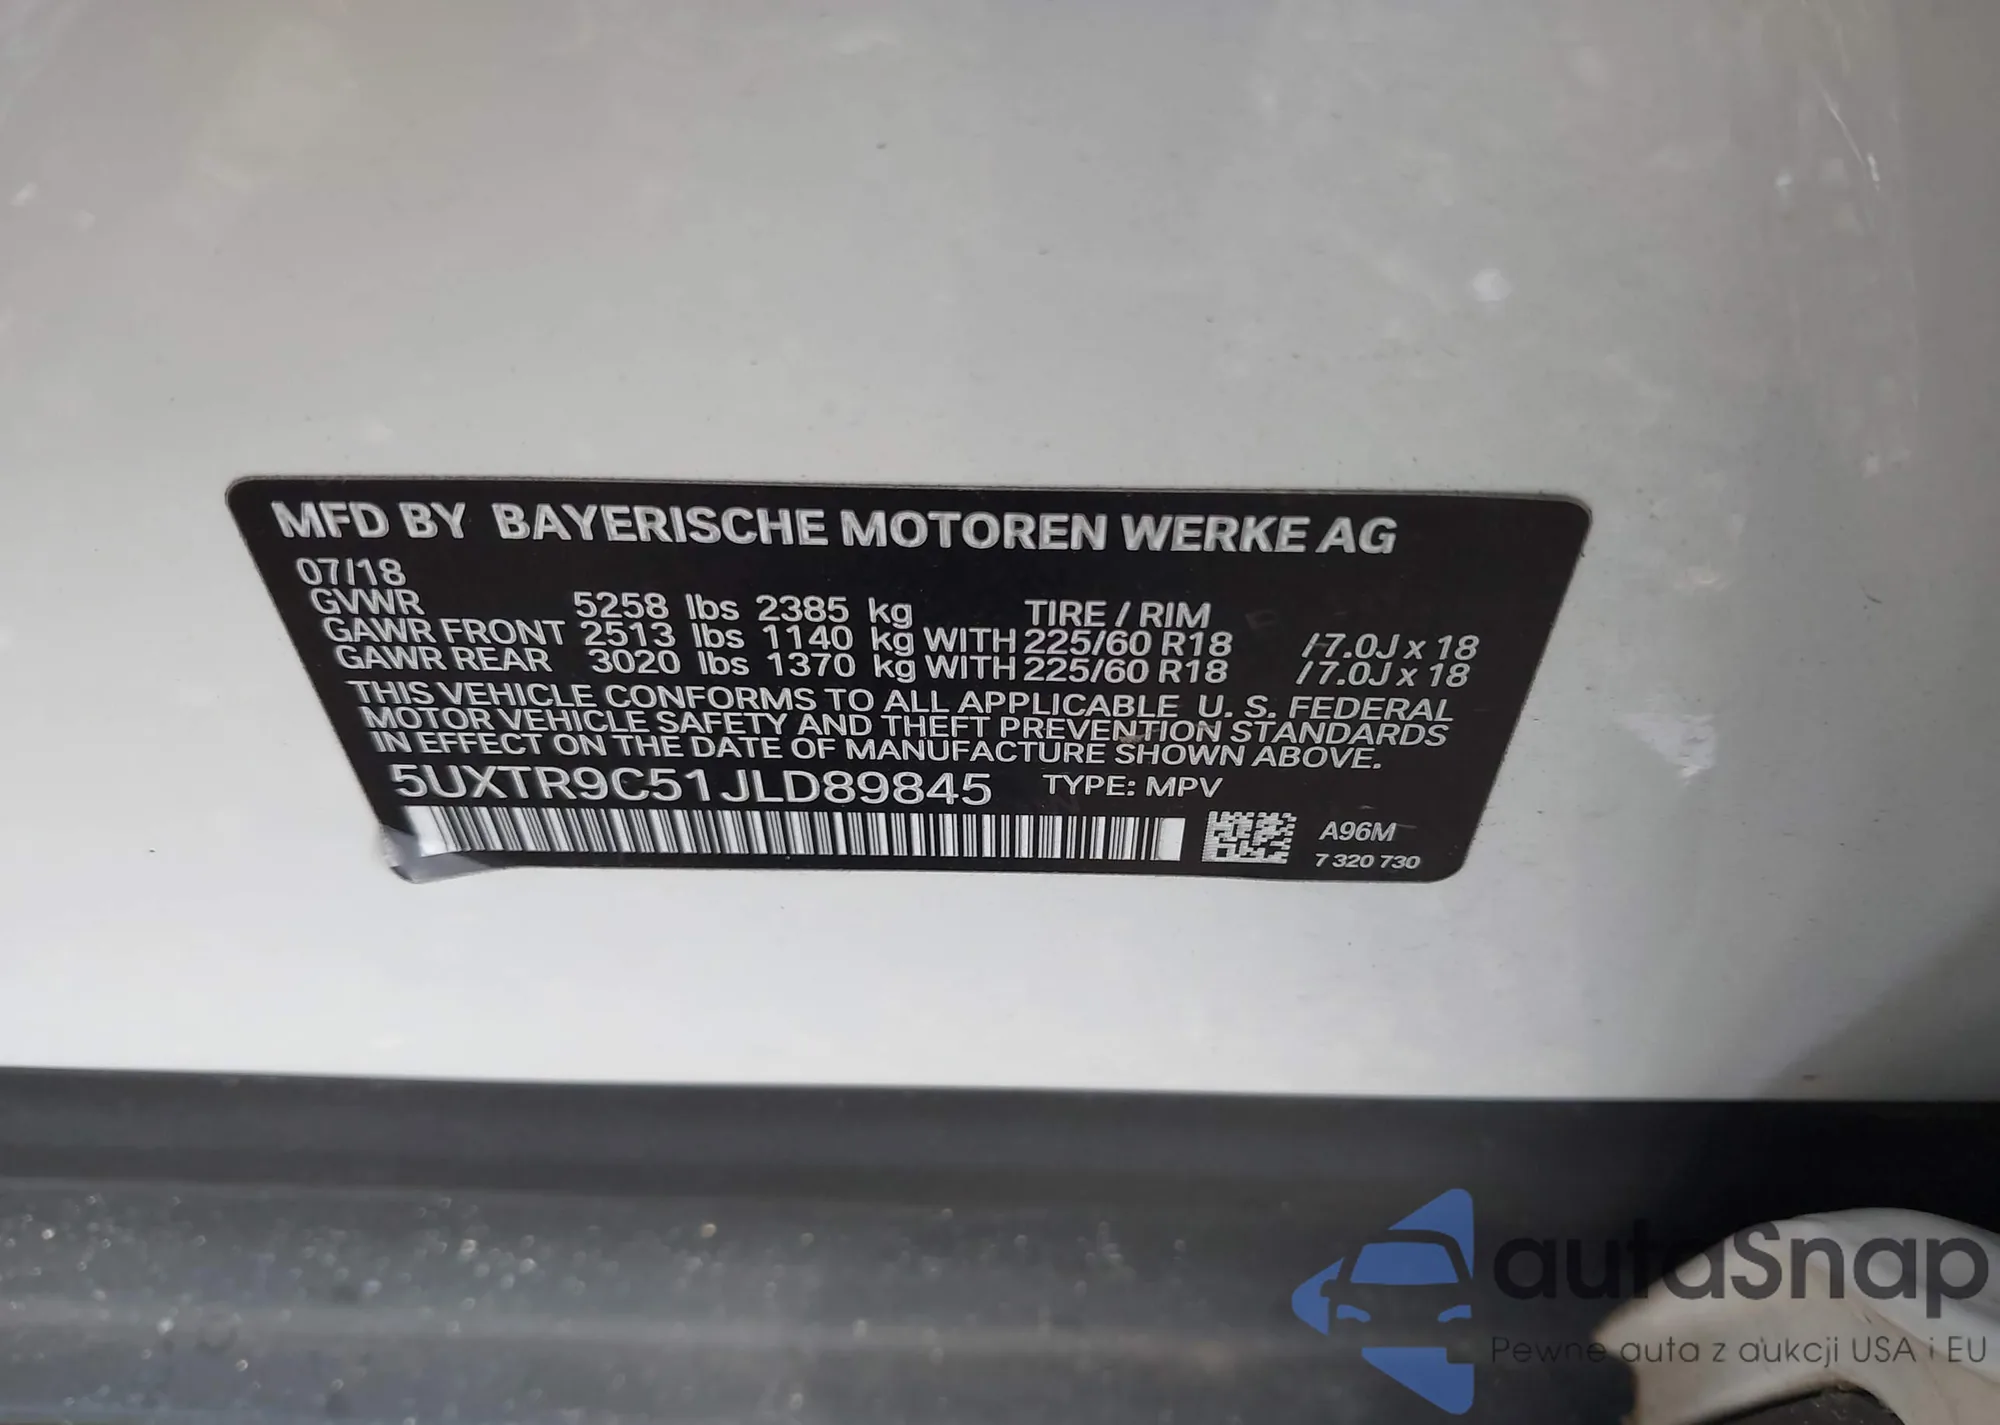 MFD BY BAYERISCHE MOTOREN WERKE AG
07/18
GVWR 5258 lbs 2385 kg TIRE / RIM
GAWR FRONT 2513 lbs 1140 kg WITH 225/60 R18 / 7.0J x 18
GAWR REAR 3020 lbs 1370 kg WITH 225/60 R18 / 7.0J x 18
THIS VEHICLE CONFORMS TO ALL APPLICABLE U. S. FEDERAL
MOTOR VEHICLE SAFETY AND THEFT PREVENTION STANDARDS
IN EFFECT ON THE DATE OF MANUFACTURE SHOWN ABOVE.
5UXTR9C51JLD89845 TYPE: MPV
A96M
7 320 730
autaSnap
Pewne auta z aukcji USA i EU